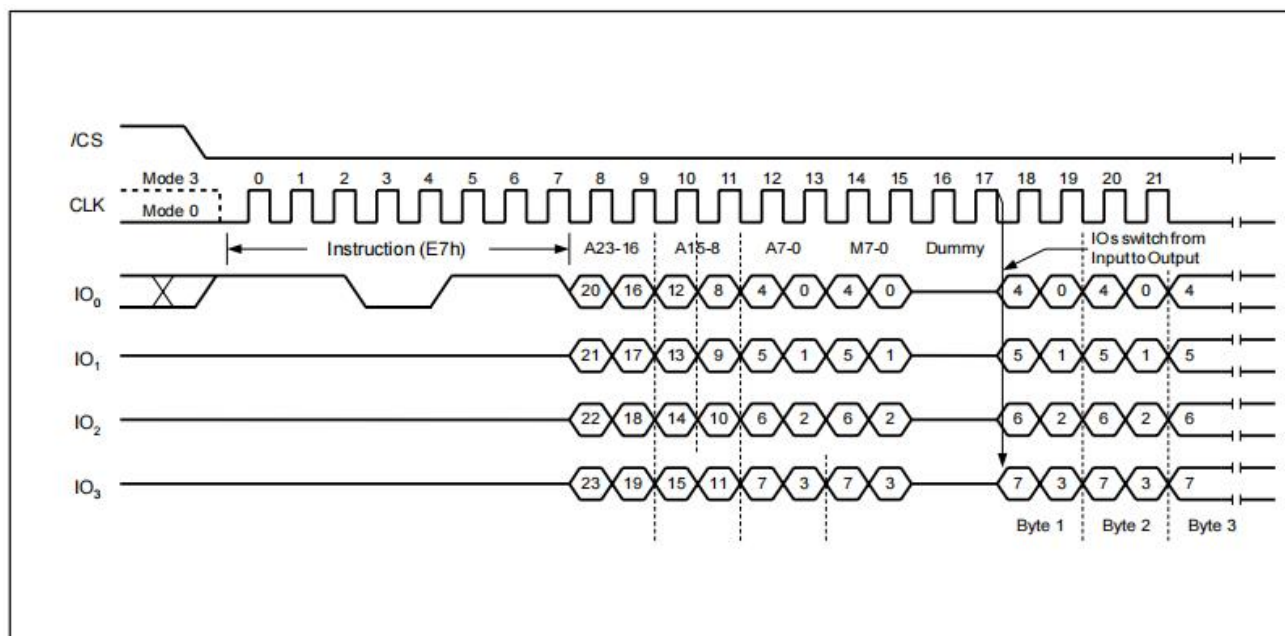 /CS
Mode 3
0 1 2 3 4 5 6 7 8 9 10 11 12 13 14 15 16 17 18 19 20 21
CLK
Mode 0
Instruction (E7h)
A23-16
A15-8
A7-0
M7-0
Dummy
IOs switch from
Input to Output
IO0
20 16 12 8 4 0 4 0 4 0 4 0 4
IO1
21 17 13 9 5 1 5 1 5 1 5 1 5
IO2
22 18 14 10 6 2 6 2 6 2 6 2 6
IO3
23 19 15 11 7 3 7 3 7 3 7 3 7
Byte 1
Byte 2
Byte 3